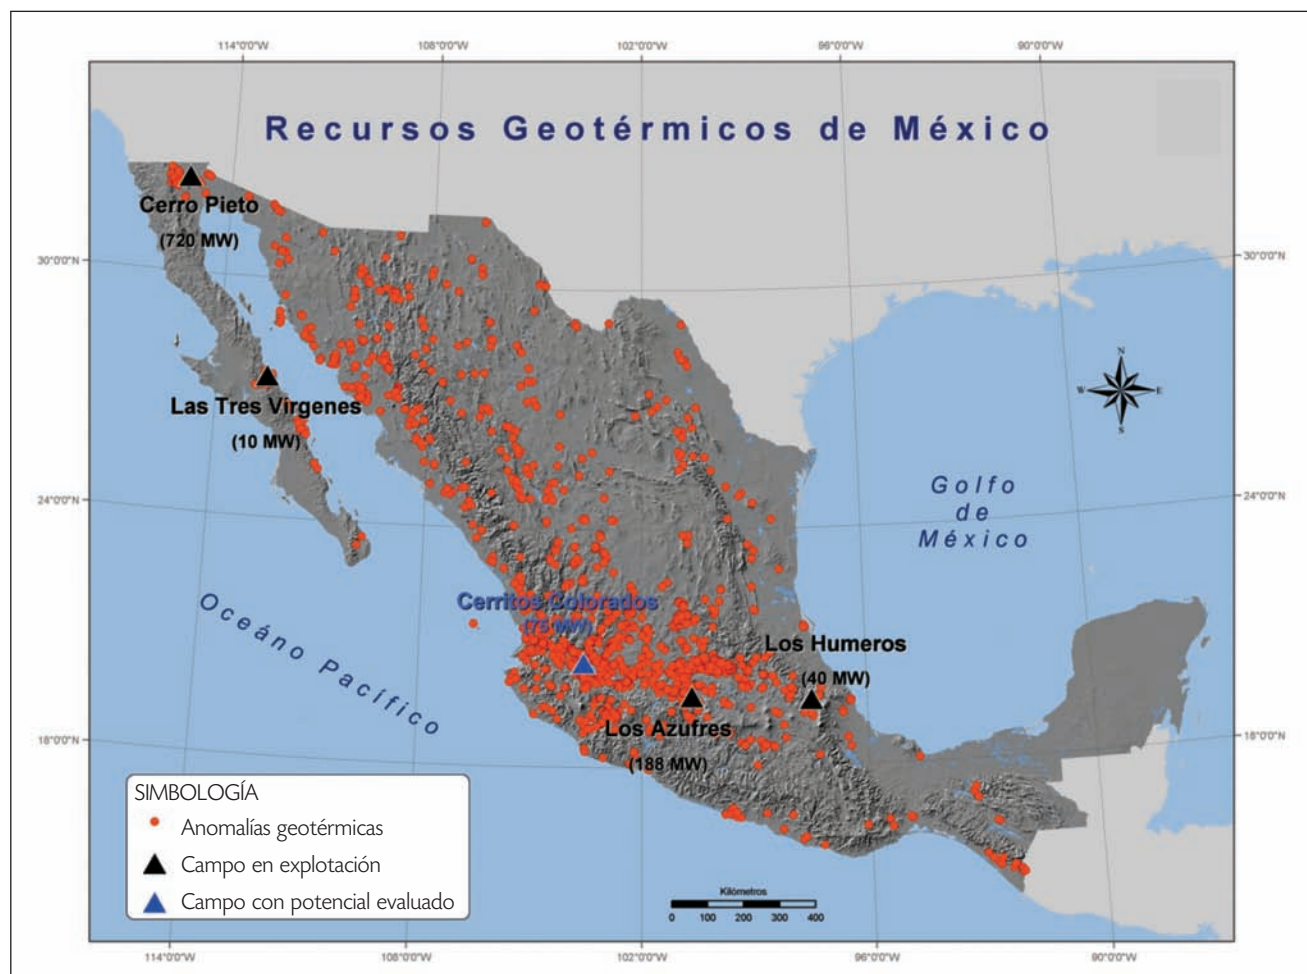 114°0'0"W 108°0'0"W 102°0'0"W 96°0'0"W 90°0'0"W
Recursos Geotérmicos de México
Cerro Pieto
(720 MW)
30°0'0"N 30°0'0"N
N
W E
S
Las Tres Vírgenes
(10 MW)
24°0'0"N 24°0'0"N
Golfo
de
México
Oceáno Pacífico
Cerritos Colorados
(75 MW)
Los Humeros
(40 MW)
Los Azufres
(188 MW)
18°0'0"N 18°0'0"N
SIMBOLOGÍA
Anomalías geotérmicas
Campo en explotación
Campo con potencial evaluado
Kilómetros
0 100 200 300 400
114°0'0"W 108°0'0"W 102°0'0"W 96°0'0"W 90°0'0"W